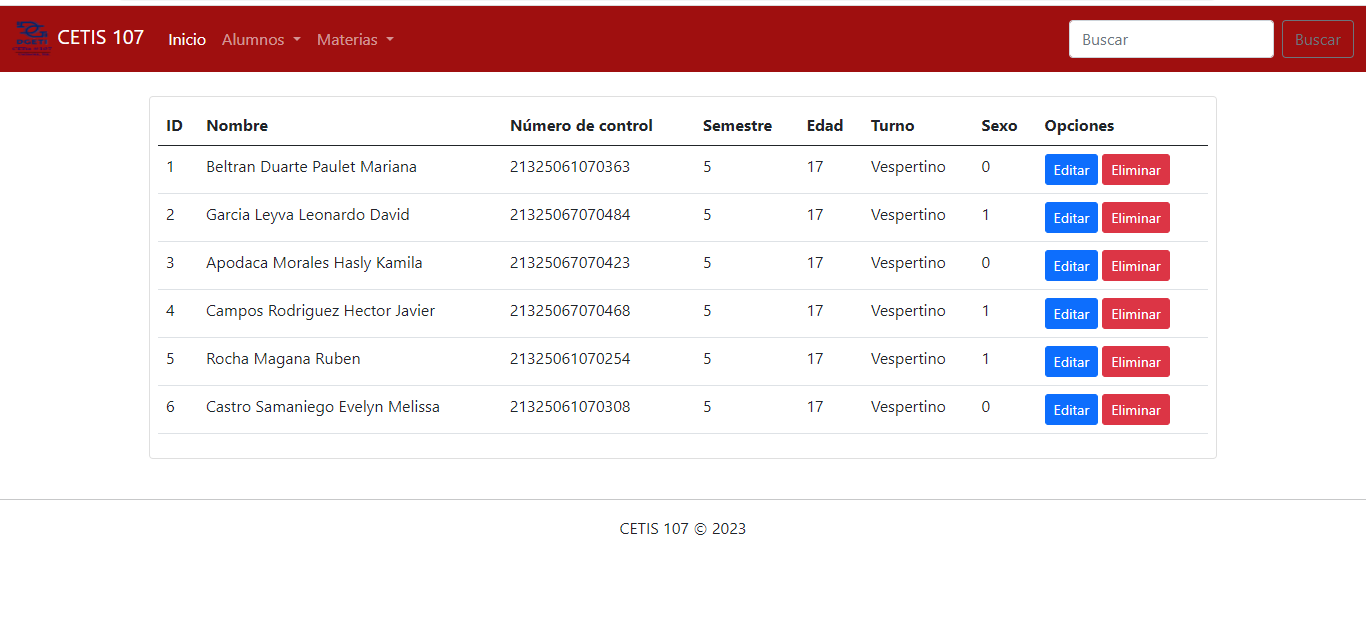 CETIS 107 Inicio Alumnos Materias Buscar Buscar
ID Nombre Número de control Semestre Edad Turno Sexo Opciones
1 Beltran Duarte Paulet Mariana 21325061070363 5 17 Vespertino 0 Editar Eliminar
2 Garcia Leyva Leonardo David 21325067070484 5 17 Vespertino 1 Editar Eliminar
3 Apodaca Morales Hasly Kamila 21325067070423 5 17 Vespertino 0 Editar Eliminar
4 Campos Rodriguez Hector Javier 21325067070468 5 17 Vespertino 1 Editar Eliminar
5 Rocha Magana Ruben 21325061070254 5 17 Vespertino 1 Editar Eliminar
6 Castro Samaniego Evelyn Melissa 21325061070308 5 17 Vespertino 0 Editar Eliminar
CETIS 107 © 2023